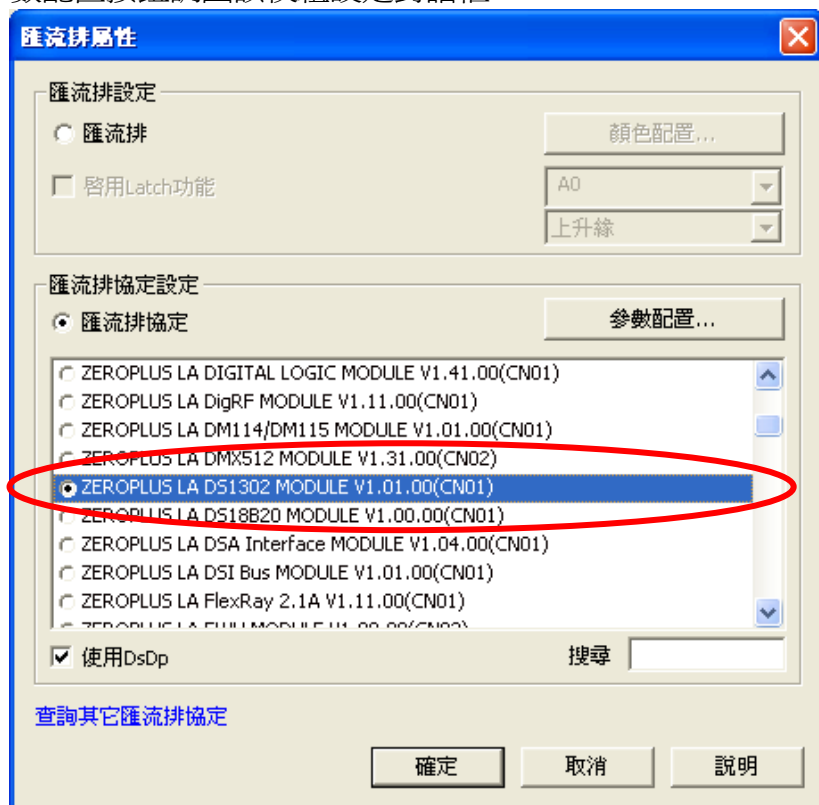 匯流排屬性
匯流排設定
匯流排
顏色配置...
啓用Latch功能
A0
上升緣
匯流排協定設定
匯流排協定
參數配置...
ZEROPLUS LA DIGITAL LOGIC MODULE V1.41.00(CN01)
ZEROPLUS LA DigRF MODULE V1.11.00(CN01)
ZEROPLUS LA DM114/DM115 MODULE V1.01.00(CN01)
ZEROPLUS LA DMX512 MODULE V1.31.00(CN02)
ZEROPLUS LA DS1302 MODULE V1.01.00(CN01)
ZEROPLUS LA DS18B20 MODULE V1.00.00(CN01)
ZEROPLUS LA DSA Interface MODULE V1.04.00(CN01)
ZEROPLUS LA DSI Bus MODULE V1.01.00(CN01)
ZEROPLUS LA FlexRay 2.1A V1.11.00(CN01)
使用DsDp
搜尋
查詢其它匯流排協定
確定
取消
說明